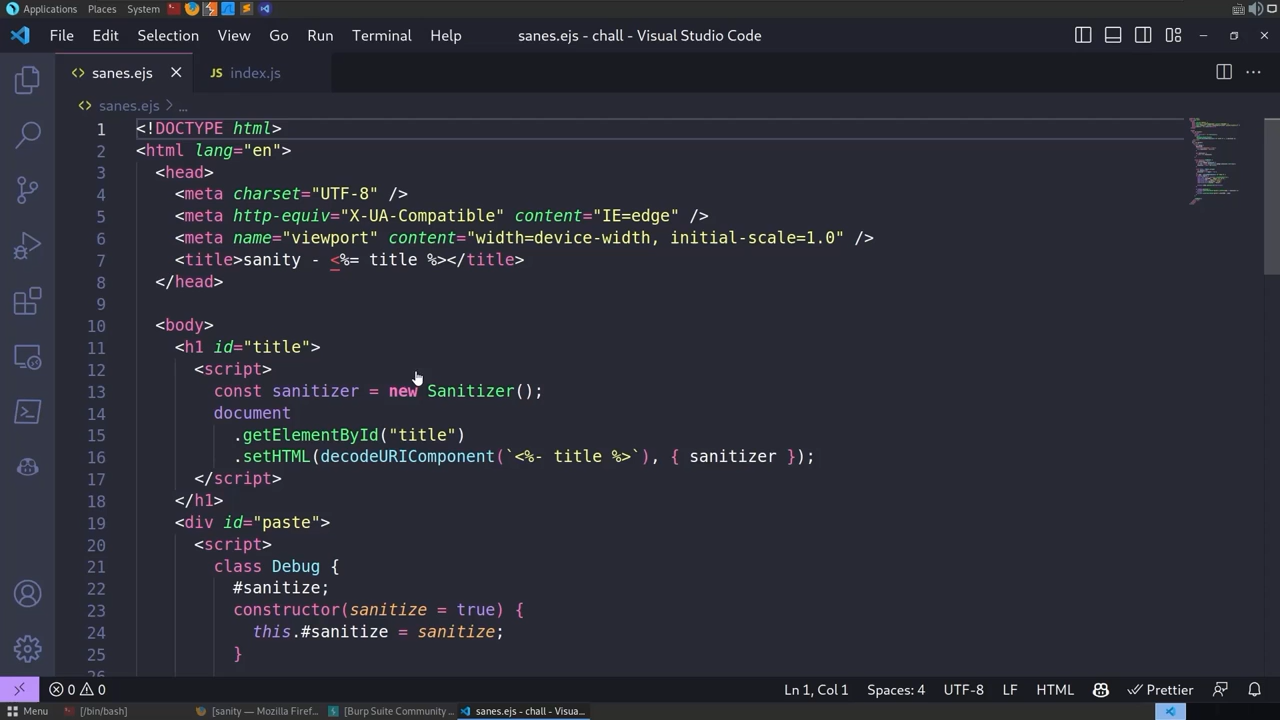 Applications Places System
File Edit Selection View Go Run Terminal Help sanes.ejs - chall - Visual Studio Code
sanes.ejs JS index.js
sanes.ejs > ...
1 <!DOCTYPE html>
2 <html lang="en">
3 <head>
4 <meta charset="UTF-8" />
5 <meta http-equiv="X-UA-Compatible" content="IE=edge" />
6 <meta name="viewport" content="width=device-width, initial-scale=1.0" />
7 <title>sanity - <%= title %></title>
8 </head>
9
10 <body>
11 <h1 id="title">
12 <script>
13 const sanitizer = new Sanitizer();
14 document
15 .getElementById("title")
16 .setHTML(decodeURIComponent(`<%- title %>`), { sanitizer });
17 </script>
18 </h1>
19 <div id="paste">
20 <script>
21 class Debug {
22 #sanitize;
23 constructor(sanitize = true) {
24 this.#sanitize = sanitize;
25 }
0 0 Ln 1, Col 1 Spaces: 4 UTF-8 LF HTML Prettier
Menu [/bin/bash] [sanity — Mozilla Firef... [Burp Suite Community ... sanes.ejs - chall - Visua...